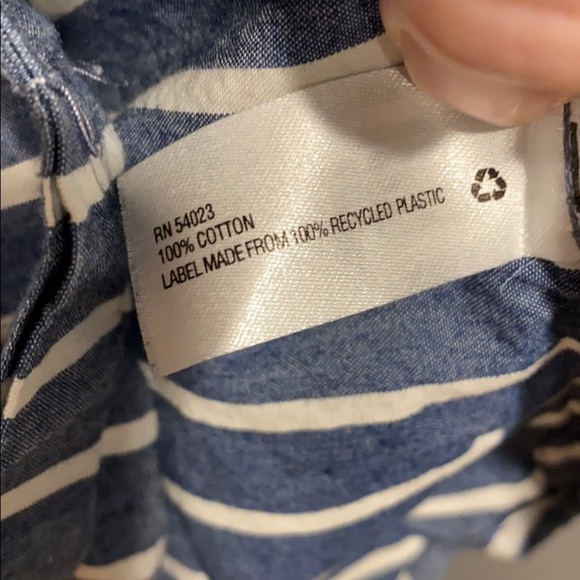 RN 54023
100% COTTON
LABEL MADE FROM 100% RECYCLED PLASTIC